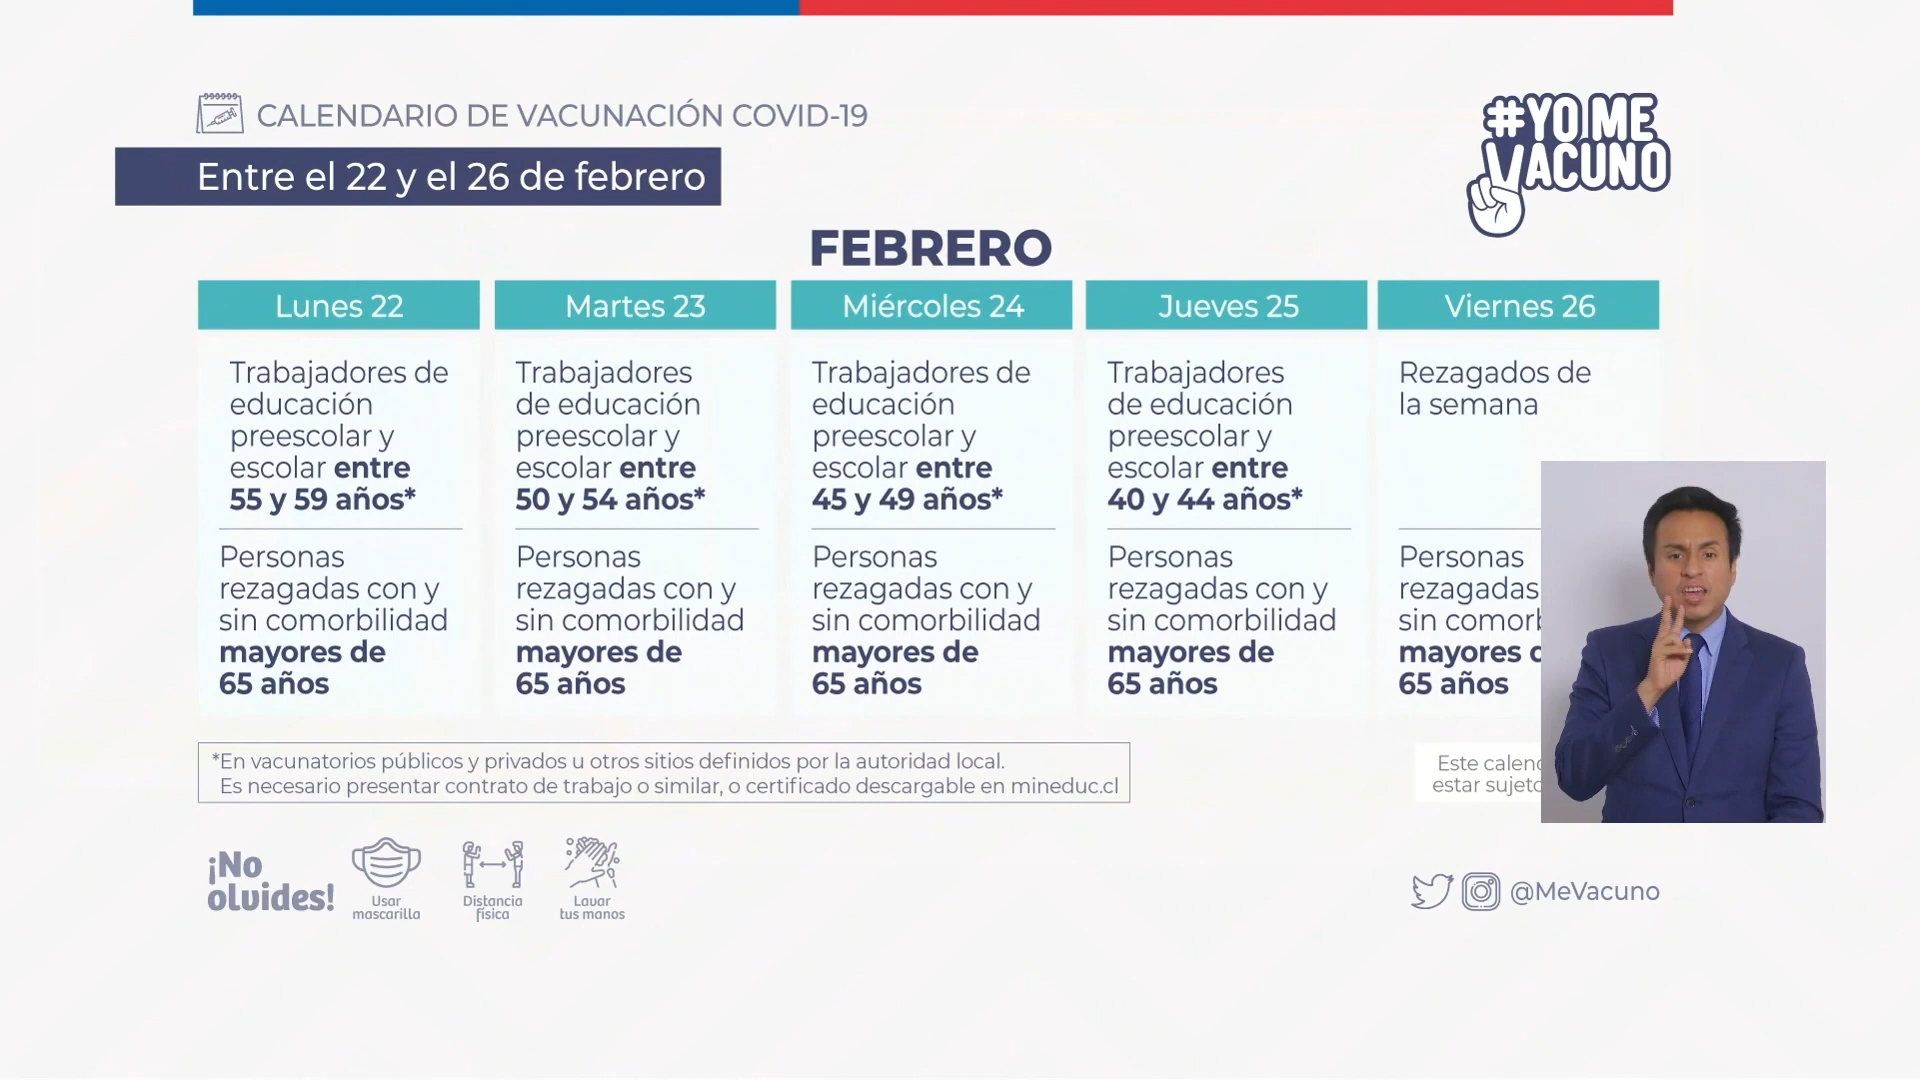 CALENDARIO DE VACUNACIÓN COVID-19
Entre el 22 y el 26 de febrero
#YO ME
VACUNO
FEBRERO
Lunes 22
Trabajadores de
educación
preescolar y
escolar entre
55 y 59 años*
Personas
rezagadas con y
sin comorbilidad
mayores de
65 años
Martes 23
Trabajadores
de educación
preescolar y
escolar entre
50 y 54 años*
Personas
rezagadas con y
sin comorbilidad
mayores de
65 años
Miércoles 24
Trabajadores de
educación
preescolar y
escolar entre
45 y 49 años*
Personas
rezagadas con y
sin comorbilidad
mayores de
65 años
Jueves 25
Trabajadores
de educación
preescolar y
escolar entre
40 y 44 años*
Personas
rezagadas con y
sin comorbilidad
mayores de
65 años
Viernes 26
Rezagados de
la semana
Personas
rezagadas
sin
mayores
65 años
*En vacunatorios públicos y privados u otros sitios definidos por la autoridad local.
Es necesario presentar contrato de trabajo o similar, o certificado descargable en mineduc.cl
Este
estar
¡No
olvides!
Usar
mascarilla
Distancia
física
Lavar
tus manos
@MeVacuno